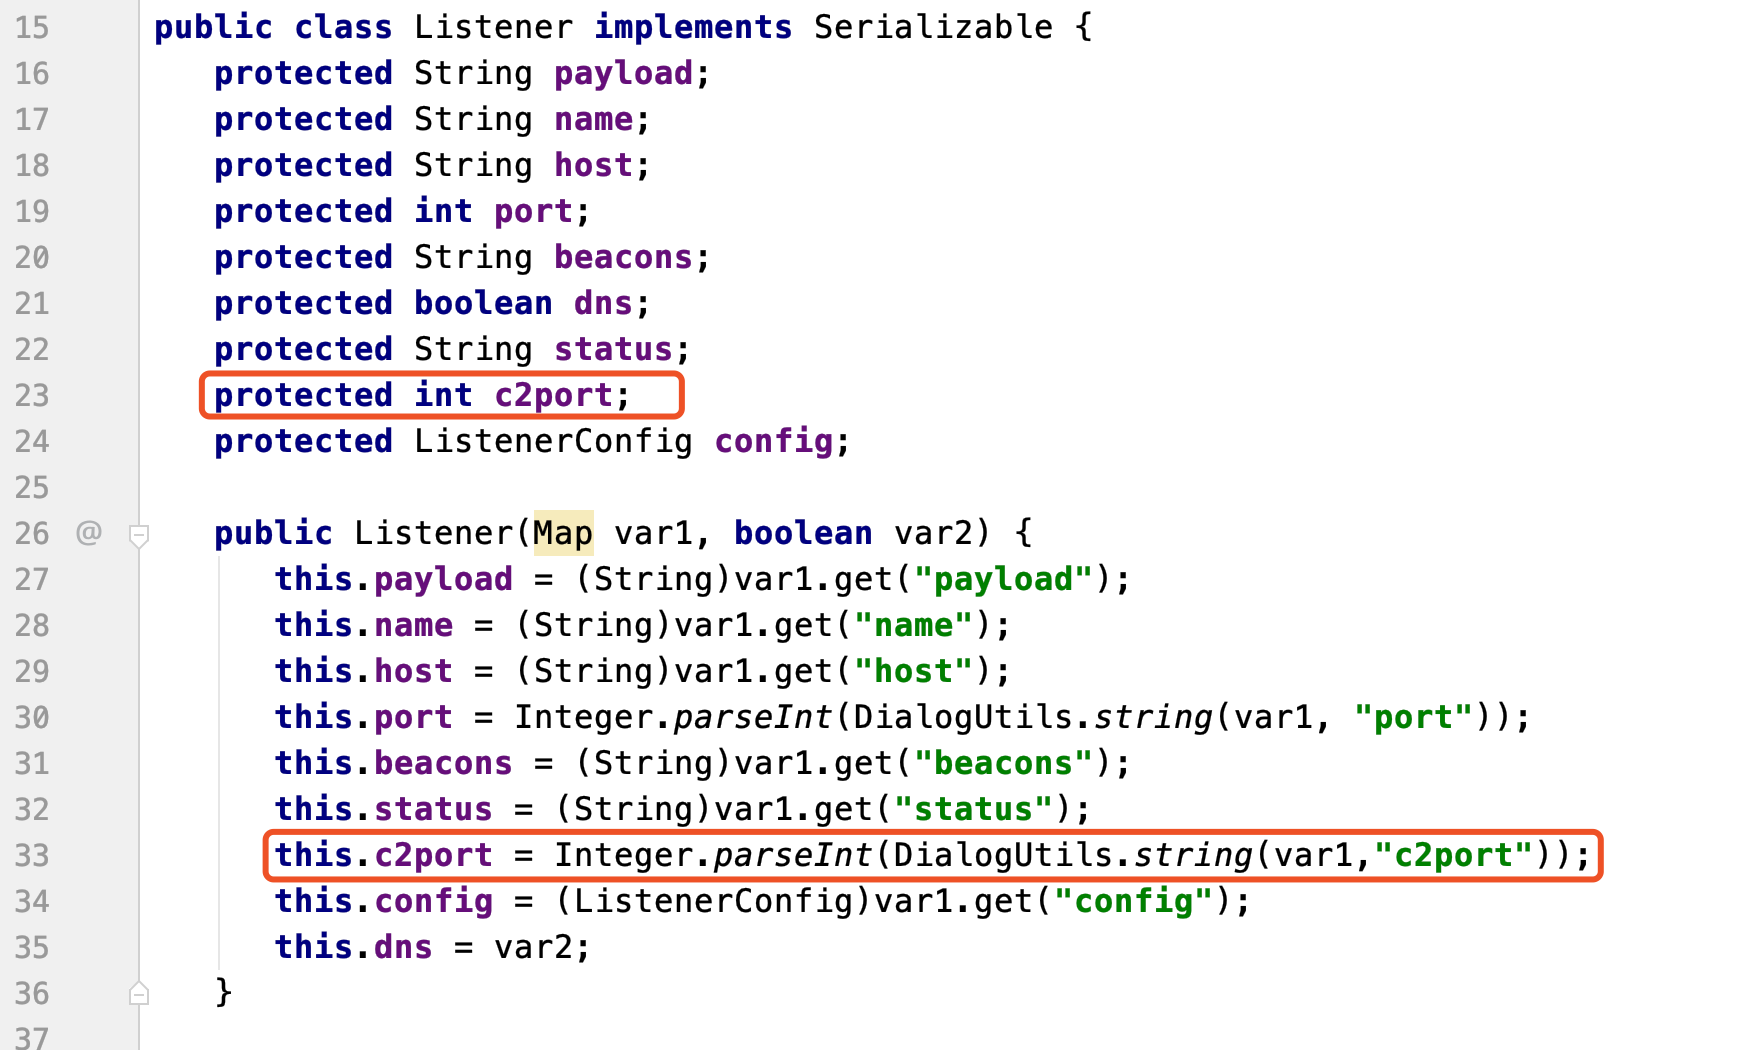 15 public class Listener implements Serializable {
16 protected String payload;
17 protected String name;
18 protected String host;
19 protected int port;
20 protected String beacons;
21 protected boolean dns;
22 protected String status;
23 protected int c2port;
24 protected ListenerConfig config;
25
26 @ public Listener(Map var1, boolean var2) {
27 this.payload = (String)var1.get("payload");
28 this.name = (String)var1.get("name");
29 this.host = (String)var1.get("host");
30 this.port = Integer.parseInt(DialogUtils.string(var1, "port"));
31 this.beacons = (String)var1.get("beacons");
32 this.status = (String)var1.get("status");
33 this.c2port = Integer.parseInt(DialogUtils.string(var1,"c2port"));
34 this.config = (ListenerConfig)var1.get("config");
35 this.dns = var2;
36 }
37